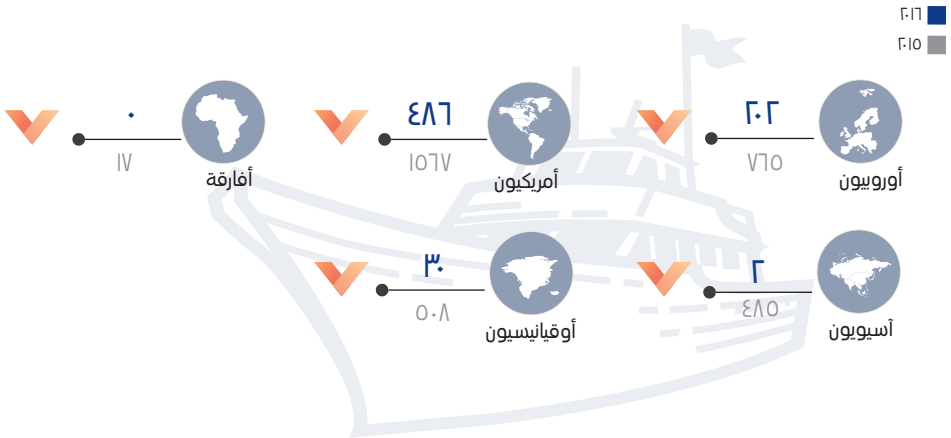 ٢٠١٦
٢٠١٥
٢٠٢
٧٦٥
أوروبيون
٤٨٦
١٥٦٧
أمريكيون
٠
١٧
أفارقة
٢
٤٨٥
آسيويون
٣٠
٥٠٨
أوقيانيسيون